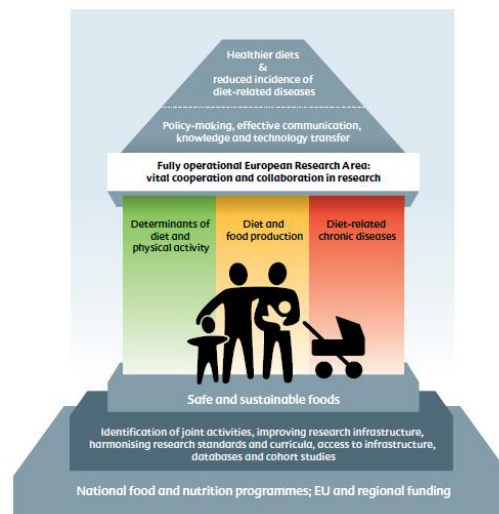 Healthier diets
&
reduced incidence of
diet-related diseases
Policy-making, effective communication,
knowledge and technology transfer
Fully operational European Research Area:
vital cooperation and collaboration in research
Determinants of
diet and
physical activity
Diet and
food production
Diet-related
chronic diseases
Safe and sustainable foods
Identification of joint activities, improving research infrastructure,
harmonising research standards and curricula, access to infrastructure,
databases and cohort studies
National food and nutrition programmes; EU and regional funding